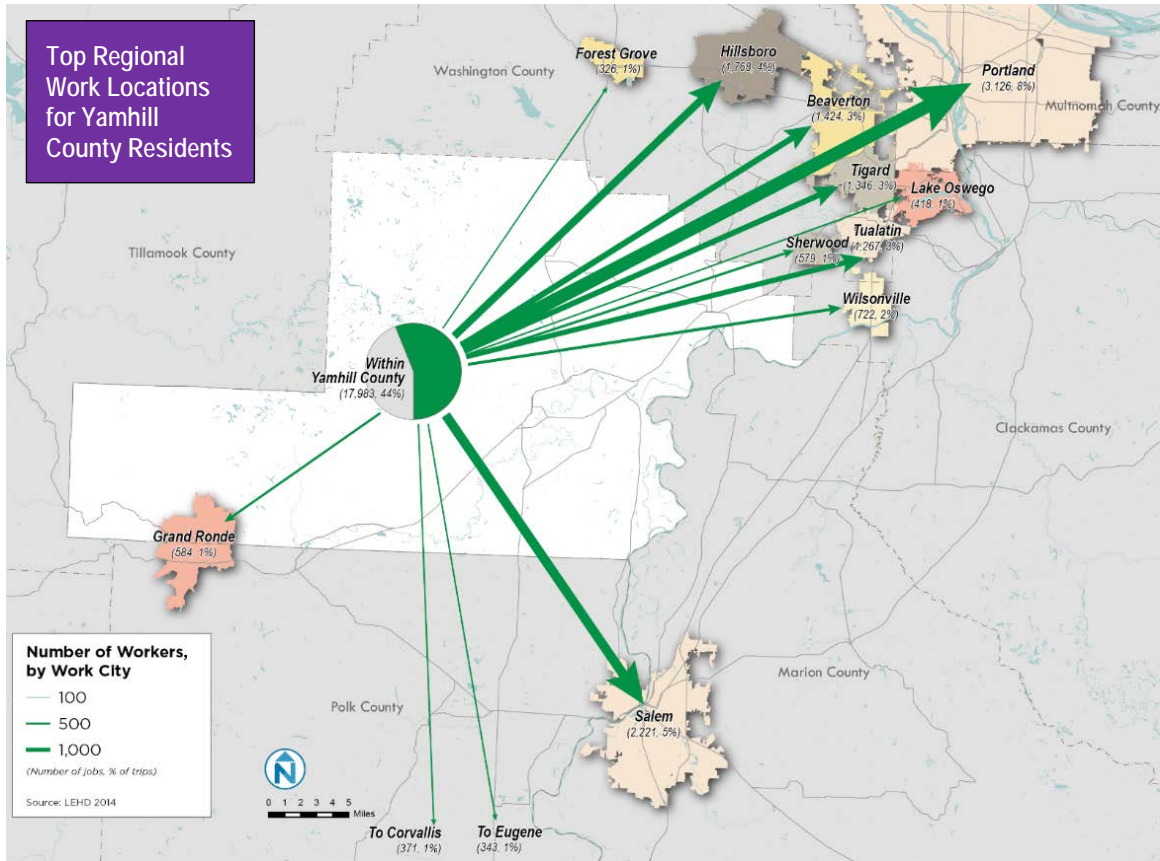 Top Regional
Work Locations
for Yamhill
County Residents
Forest Grove
(326, 1%)
Washington County
Hillsboro
(1,768, 4%)
Beaverton
(1,424, 3%)
Portland
(3,126, 8%)
Multnomah County
Tigard
(1,346, 3%)
Lake Oswego
(418, 1%)
Tualatin
(1,267, 3%)
Sherwood
(579, 1%)
Wilsonville
(722, 2%)
Tillamook County
Within
Yamhill County
(17,983, 44%)
Clackamas County
Grand Ronde
(584, 1%)
Number of Workers,
by Work City
100
500
1,000
(Number of jobs, % of trips)
Source: LEHD 2014
Polk County
Marion County
Salem
(2,221, 5%)
N
0 1 2 3 4 5
Miles
To Corvallis
(371, 1%)
To Eugene
(343, 1%)